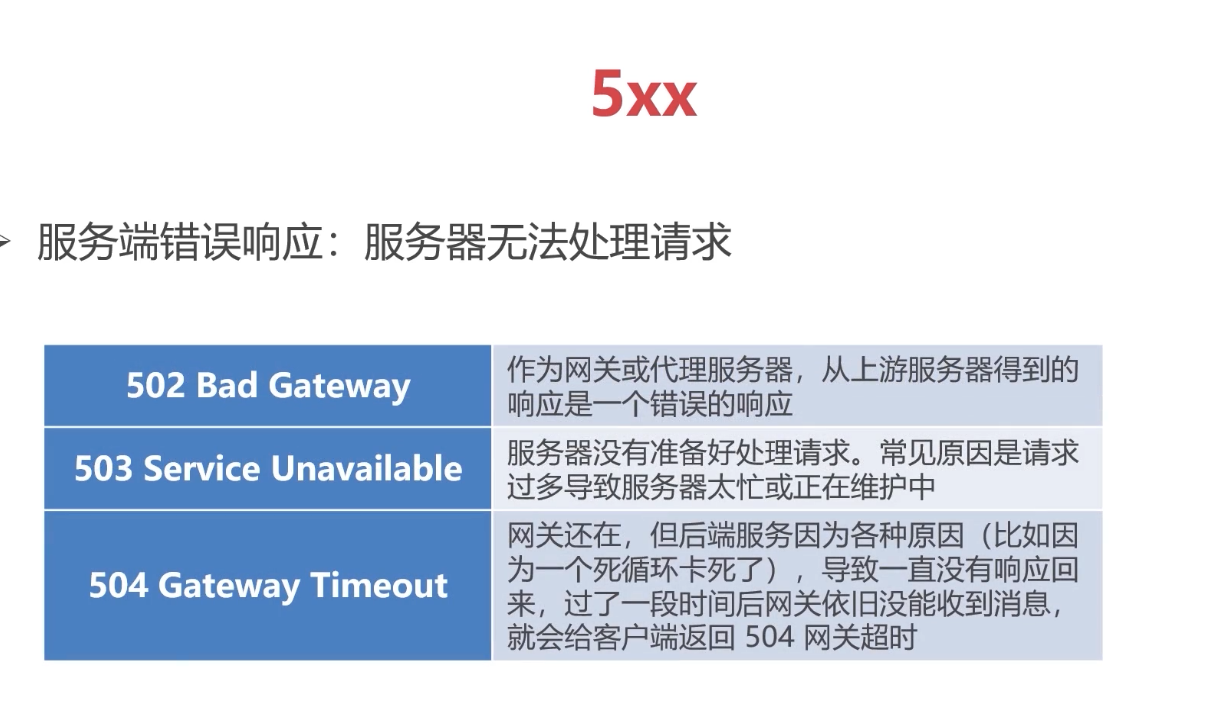 5xx
服务端错误响应：服务器无法处理请求
502 Bad Gateway
作为网关或代理服务器，从上游服务器得到的
响应是一个错误的响应
503 Service Unavailable
服务器没有准备好处理请求。常见原因是请求
过多导致服务器太忙或正在维护中
504 Gateway Timeout
网关还在，但后端服务因为各种原因（比如因
为一个死循环卡死了），导致一直没有响应回
来，过了一段时间后网关依旧没能收到消息，
就会给客户端返回 504 网关超时